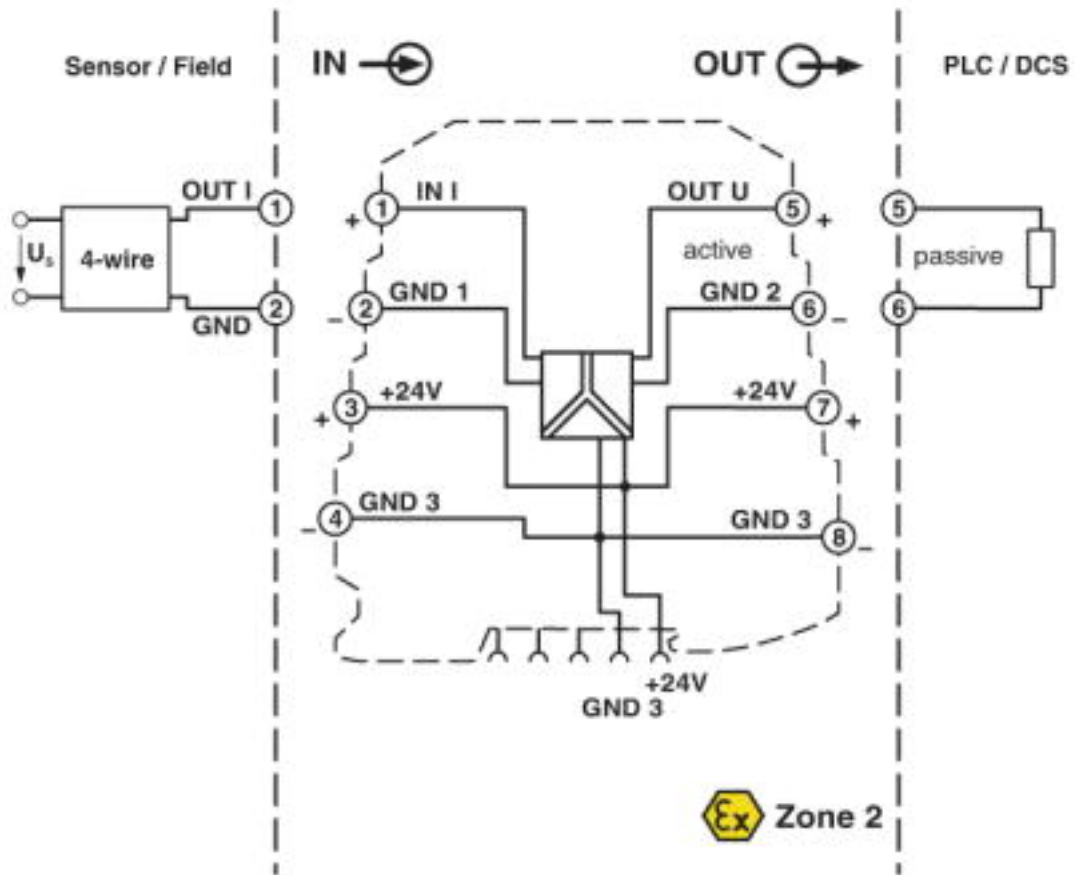 Sensor / Field
IN
OUT
PLC / DCS
OUT I
1
1
IN I
OUT U
5
5
+
+
Us
4-wire
active
passive
2
2
GND 1
GND 2
6
6
GND
–
–
3
+24V
+24V
7
+
+
4
GND 3
GND 3
8
–
–
+24V
GND 3
Ex
Zone 2